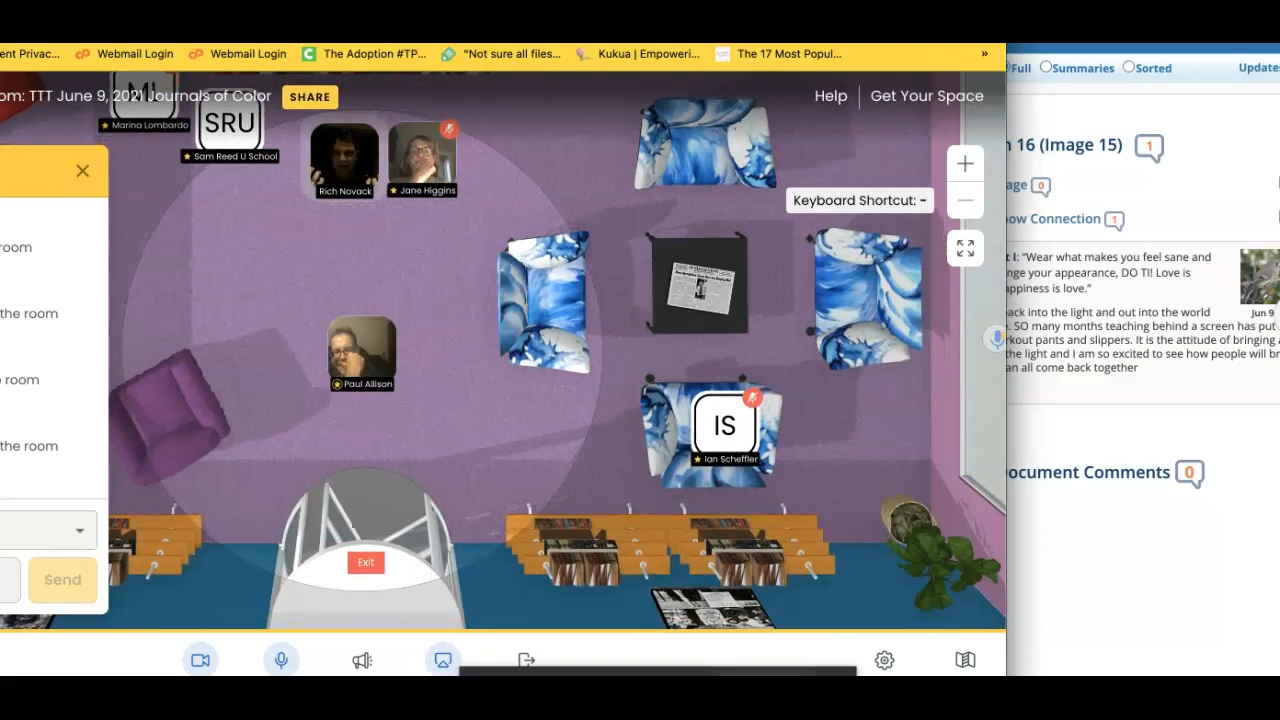 ent Privac...
Webmail Login
Webmail Login
The Adoption #TP...
"Not sure all files...
Kukua | Empoweri...
The 17 Most Popul...
»
om: TTT June 9, 2021 Journals of Color
SHARE
Help
Get Your Space
Marina Lombardo
SRU
Sam Reed U School
Rich Novack
Jane Higgins
Keyboard Shortcut: -
room
the room
e room
the room
Send
Paul Allison
IS
Ian Scheffler
Exit
Full
Summaries
Sorted
Updates
n 16 (Image 15)
1
age
0
ow Connection
1
t I: “Wear what makes you feel sane and
nge your appearance, DO TI! Love is
appiness is love.”
Jun 9
back into the light and out into the world
. SO many months teaching behind a screen has put
rkout pants and slippers. It is the attitude of bringing a
the light and I am so excited to see how people will br
an all come back together
ocument Comments
0